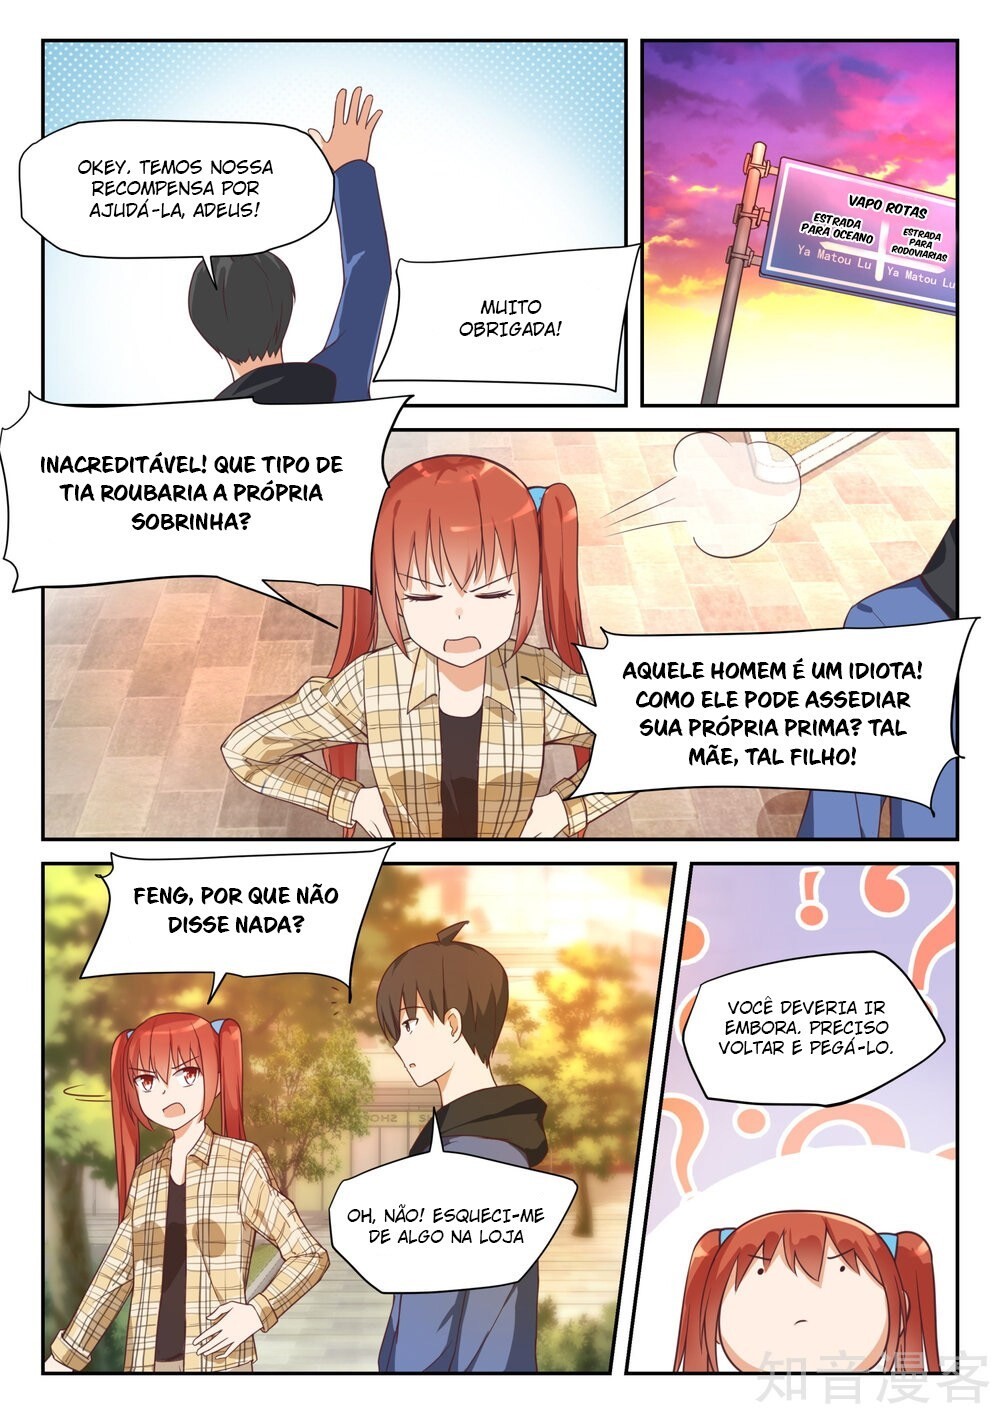 OKEY. TEMOS NOSSA
RECOMPENSA POR
AJUDÁ-LA, ADEUS!
MUITO
OBRIGADA!
VAPO ROTAS
ESTRADA
PARA OCEANO
ESTRADA
PARA
RODOVIÁRIAS
Ya Matou Lu
Ya Matou Lu
INACREDITÁVEL! QUE TIPO DE
TIA ROUBARIA A PRÓPRIA
SOBRINHA?
AQUELE HOMEM É UM IDIOTA!
COMO ELE PODE ASSEDIAR
SUA PRÓPRIA PRIMA? TAL
MÃE, TAL FILHO!
FENG, POR QUE NÃO
DISSE NADA?
OH, NÃO! ESQUECI-ME
DE ALGO NA LOJA
! ?
VOCÊ DEVERIA IR
EMBORA. PRECISO
VOLTAR E PEGÁ-LO.
? ! ? ?
知音漫客